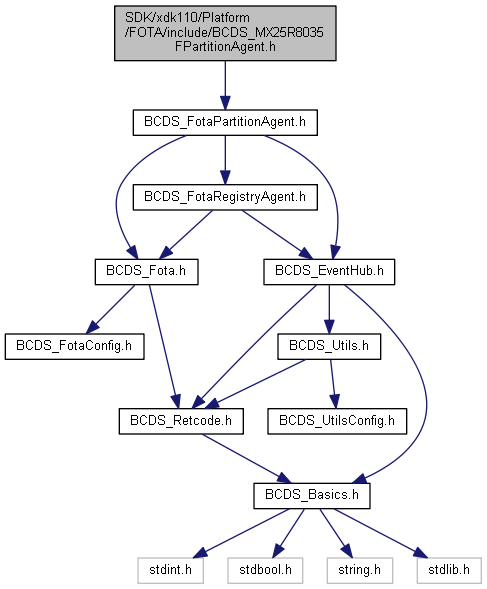 SDK/xdk110/Platform
/FOTA/include/BCDS_MX25R8035
FPartitionAgent.h
BCDS_FotaPartitionAgent.h
BCDS_FotaRegistryAgent.h
BCDS_Fota.h
BCDS_EventHub.h
BCDS_FotaConfig.h
BCDS_Utils.h
BCDS_Retcode.h
BCDS_UtilsConfig.h
BCDS_Basics.h
stdint.h
stdbool.h
string.h
stdlib.h